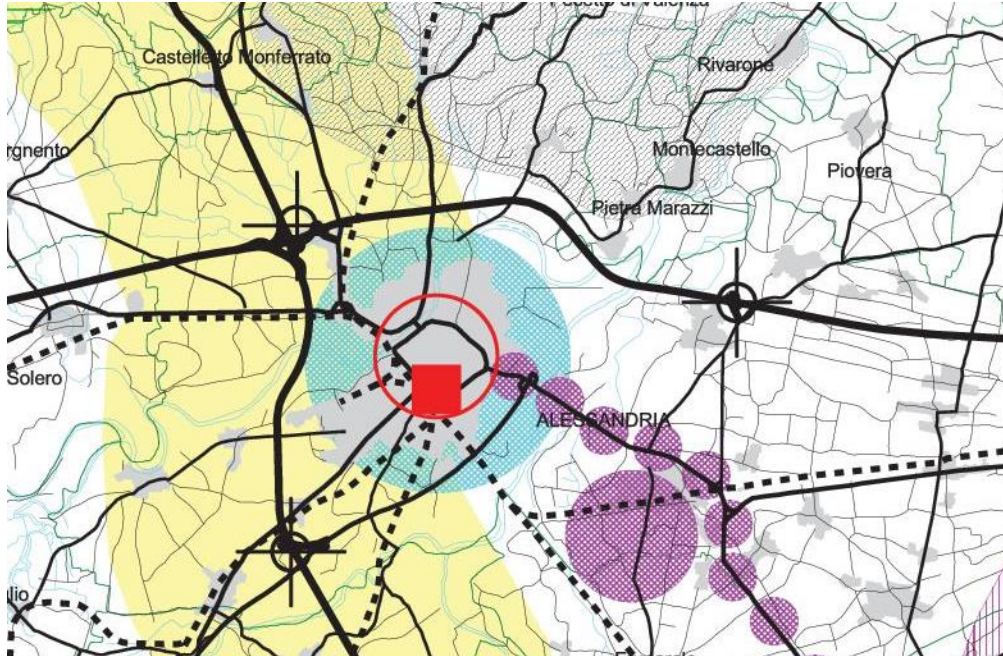 Castelletto Monferrato
Rivarone
Montecastello
Piovera
Pietra Marazzi
Solero
ALESSANDRIA